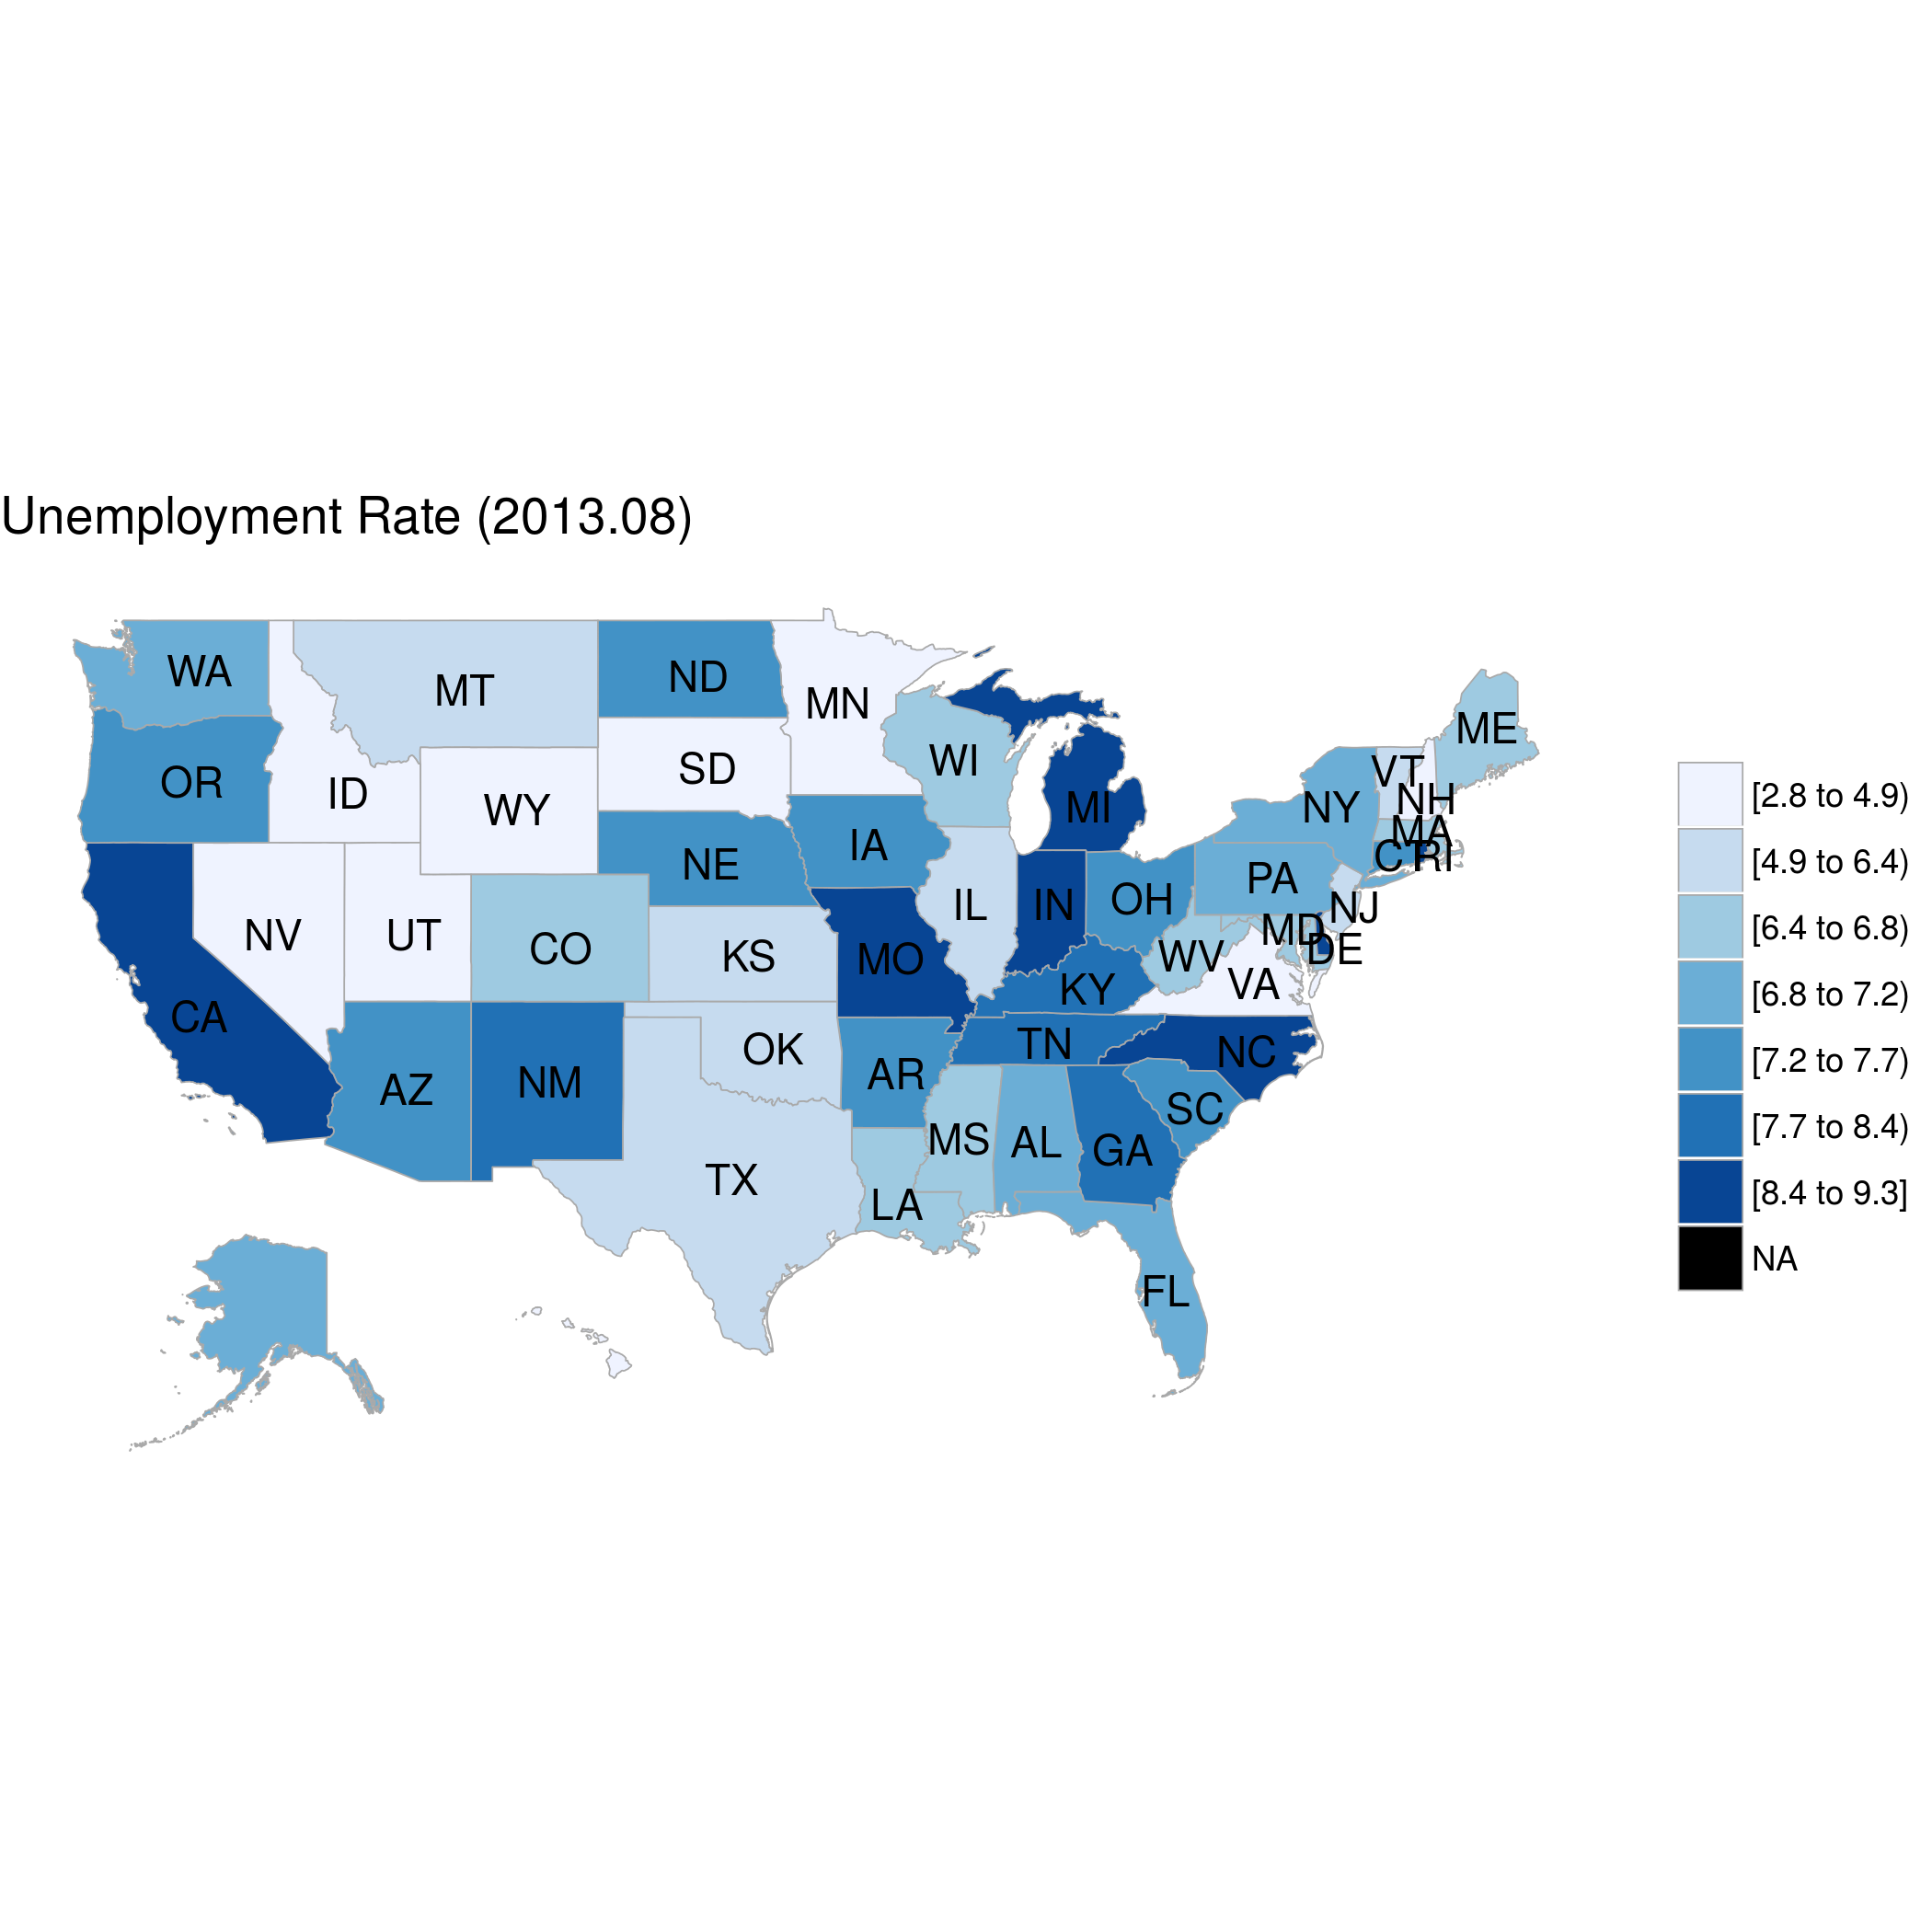 Unemployment Rate (2013.08)
WA
MT
ND
MN
ME
OR
ID
WY
SD
WI
MI
NY
VT
NH
MA
CT
RI
NE
IA
PA
NJ
NV
UT
CO
KS
MO
IL
IN
OH
WV
MD
DE
VA
CA
KY
AZ
NM
OK
AR
TN
NC
SC
TX
LA
MS
AL
GA
FL
[2.8 to 4.9)
[4.9 to 6.4)
[6.4 to 6.8)
[6.8 to 7.2)
[7.2 to 7.7)
[7.7 to 8.4)
[8.4 to 9.3]
NA